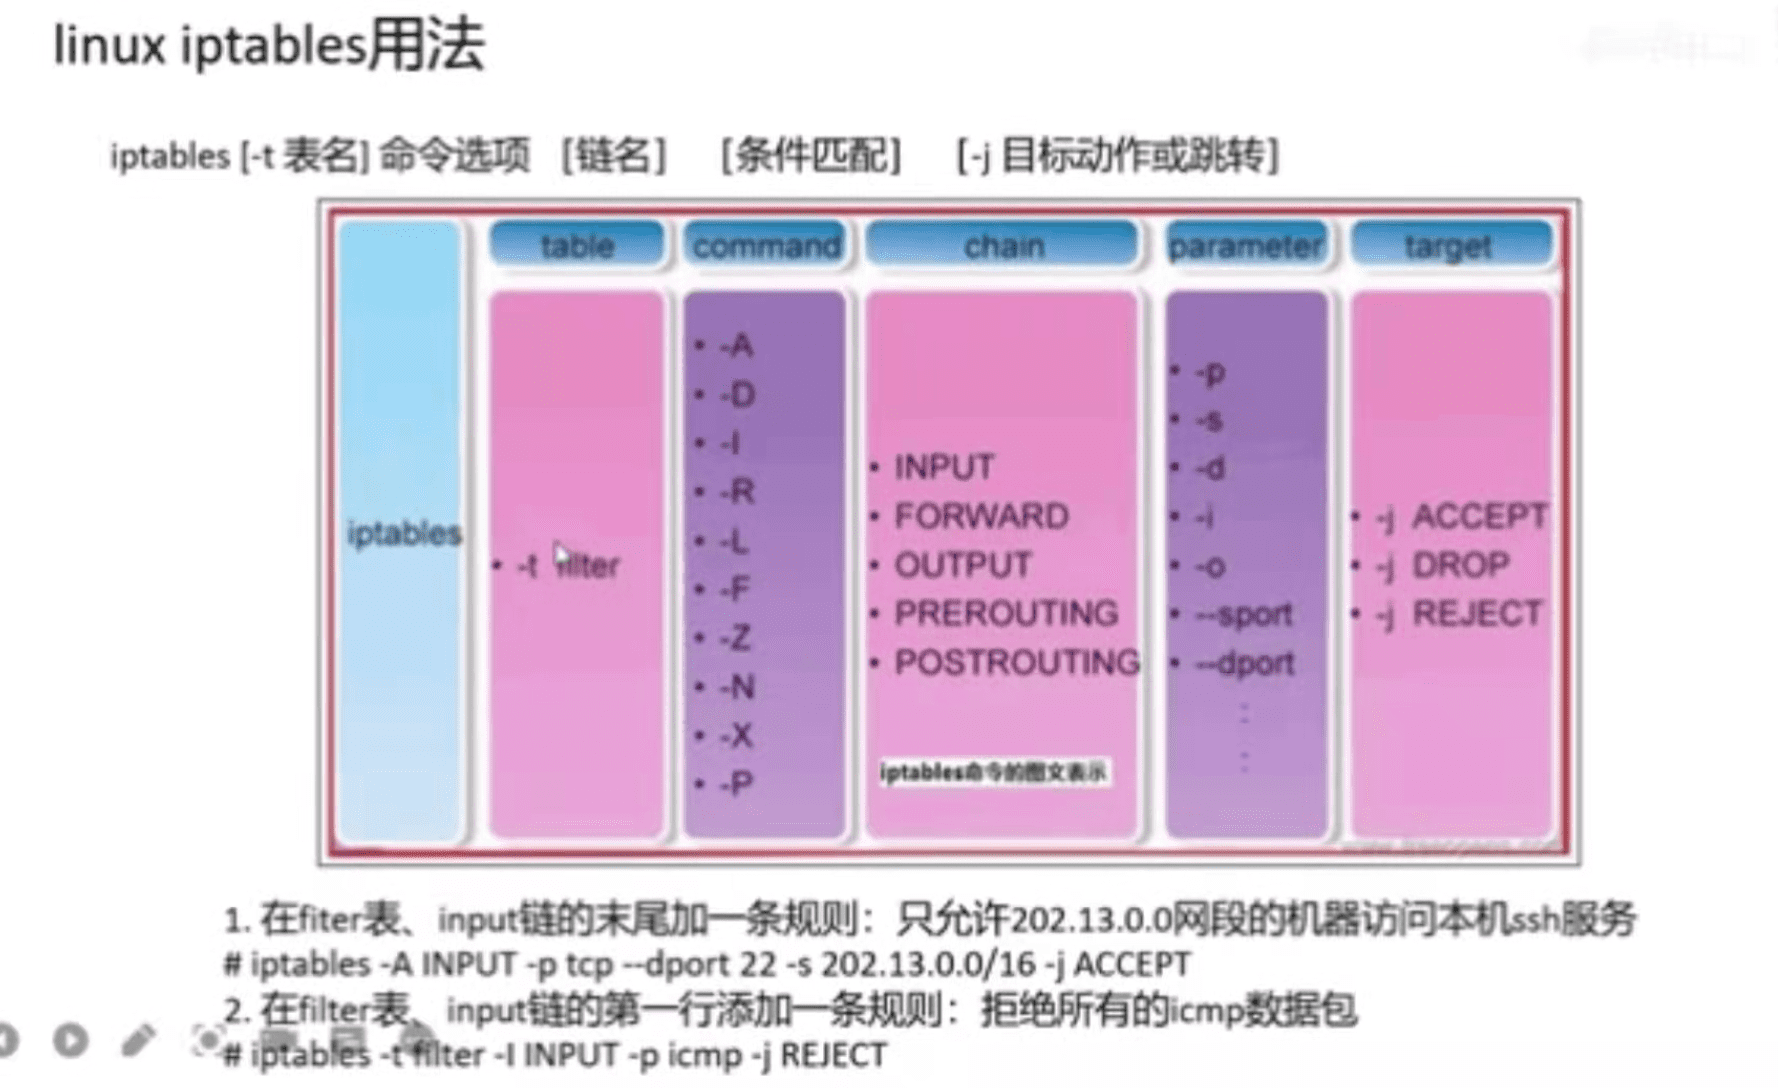 linux iptables用法
iptables [-t 表名] 命令选项 [链名] [条件匹配] [-j 目标动作或跳转]
table command chain parameter target
iptables
• -t filter
• -A
• -D
• -I
• -R
• -L
• -F
• -Z
• -N
• -X
• -P
• INPUT
• FORWARD
• OUTPUT
• PREROUTING
• POSTROUTING
iptables命令的图文表示
• -p
• -s
• -d
• -i
• -o
• --sport
• --dport
:
:
• -j ACCEPT
• -j DROP
• -j REJECT
1. 在fiter表、input链的末尾加一条规则：只允许202.13.0.0网段的机器访问本机ssh服务
# iptables -A INPUT -p tcp --dport 22 -s 202.13.0.0/16 -j ACCEPT
2. 在filter表、input链的第一行添加一条规则：拒绝所有的icmp数据包
# iptables -t filter -I INPUT -p icmp -j REJECT